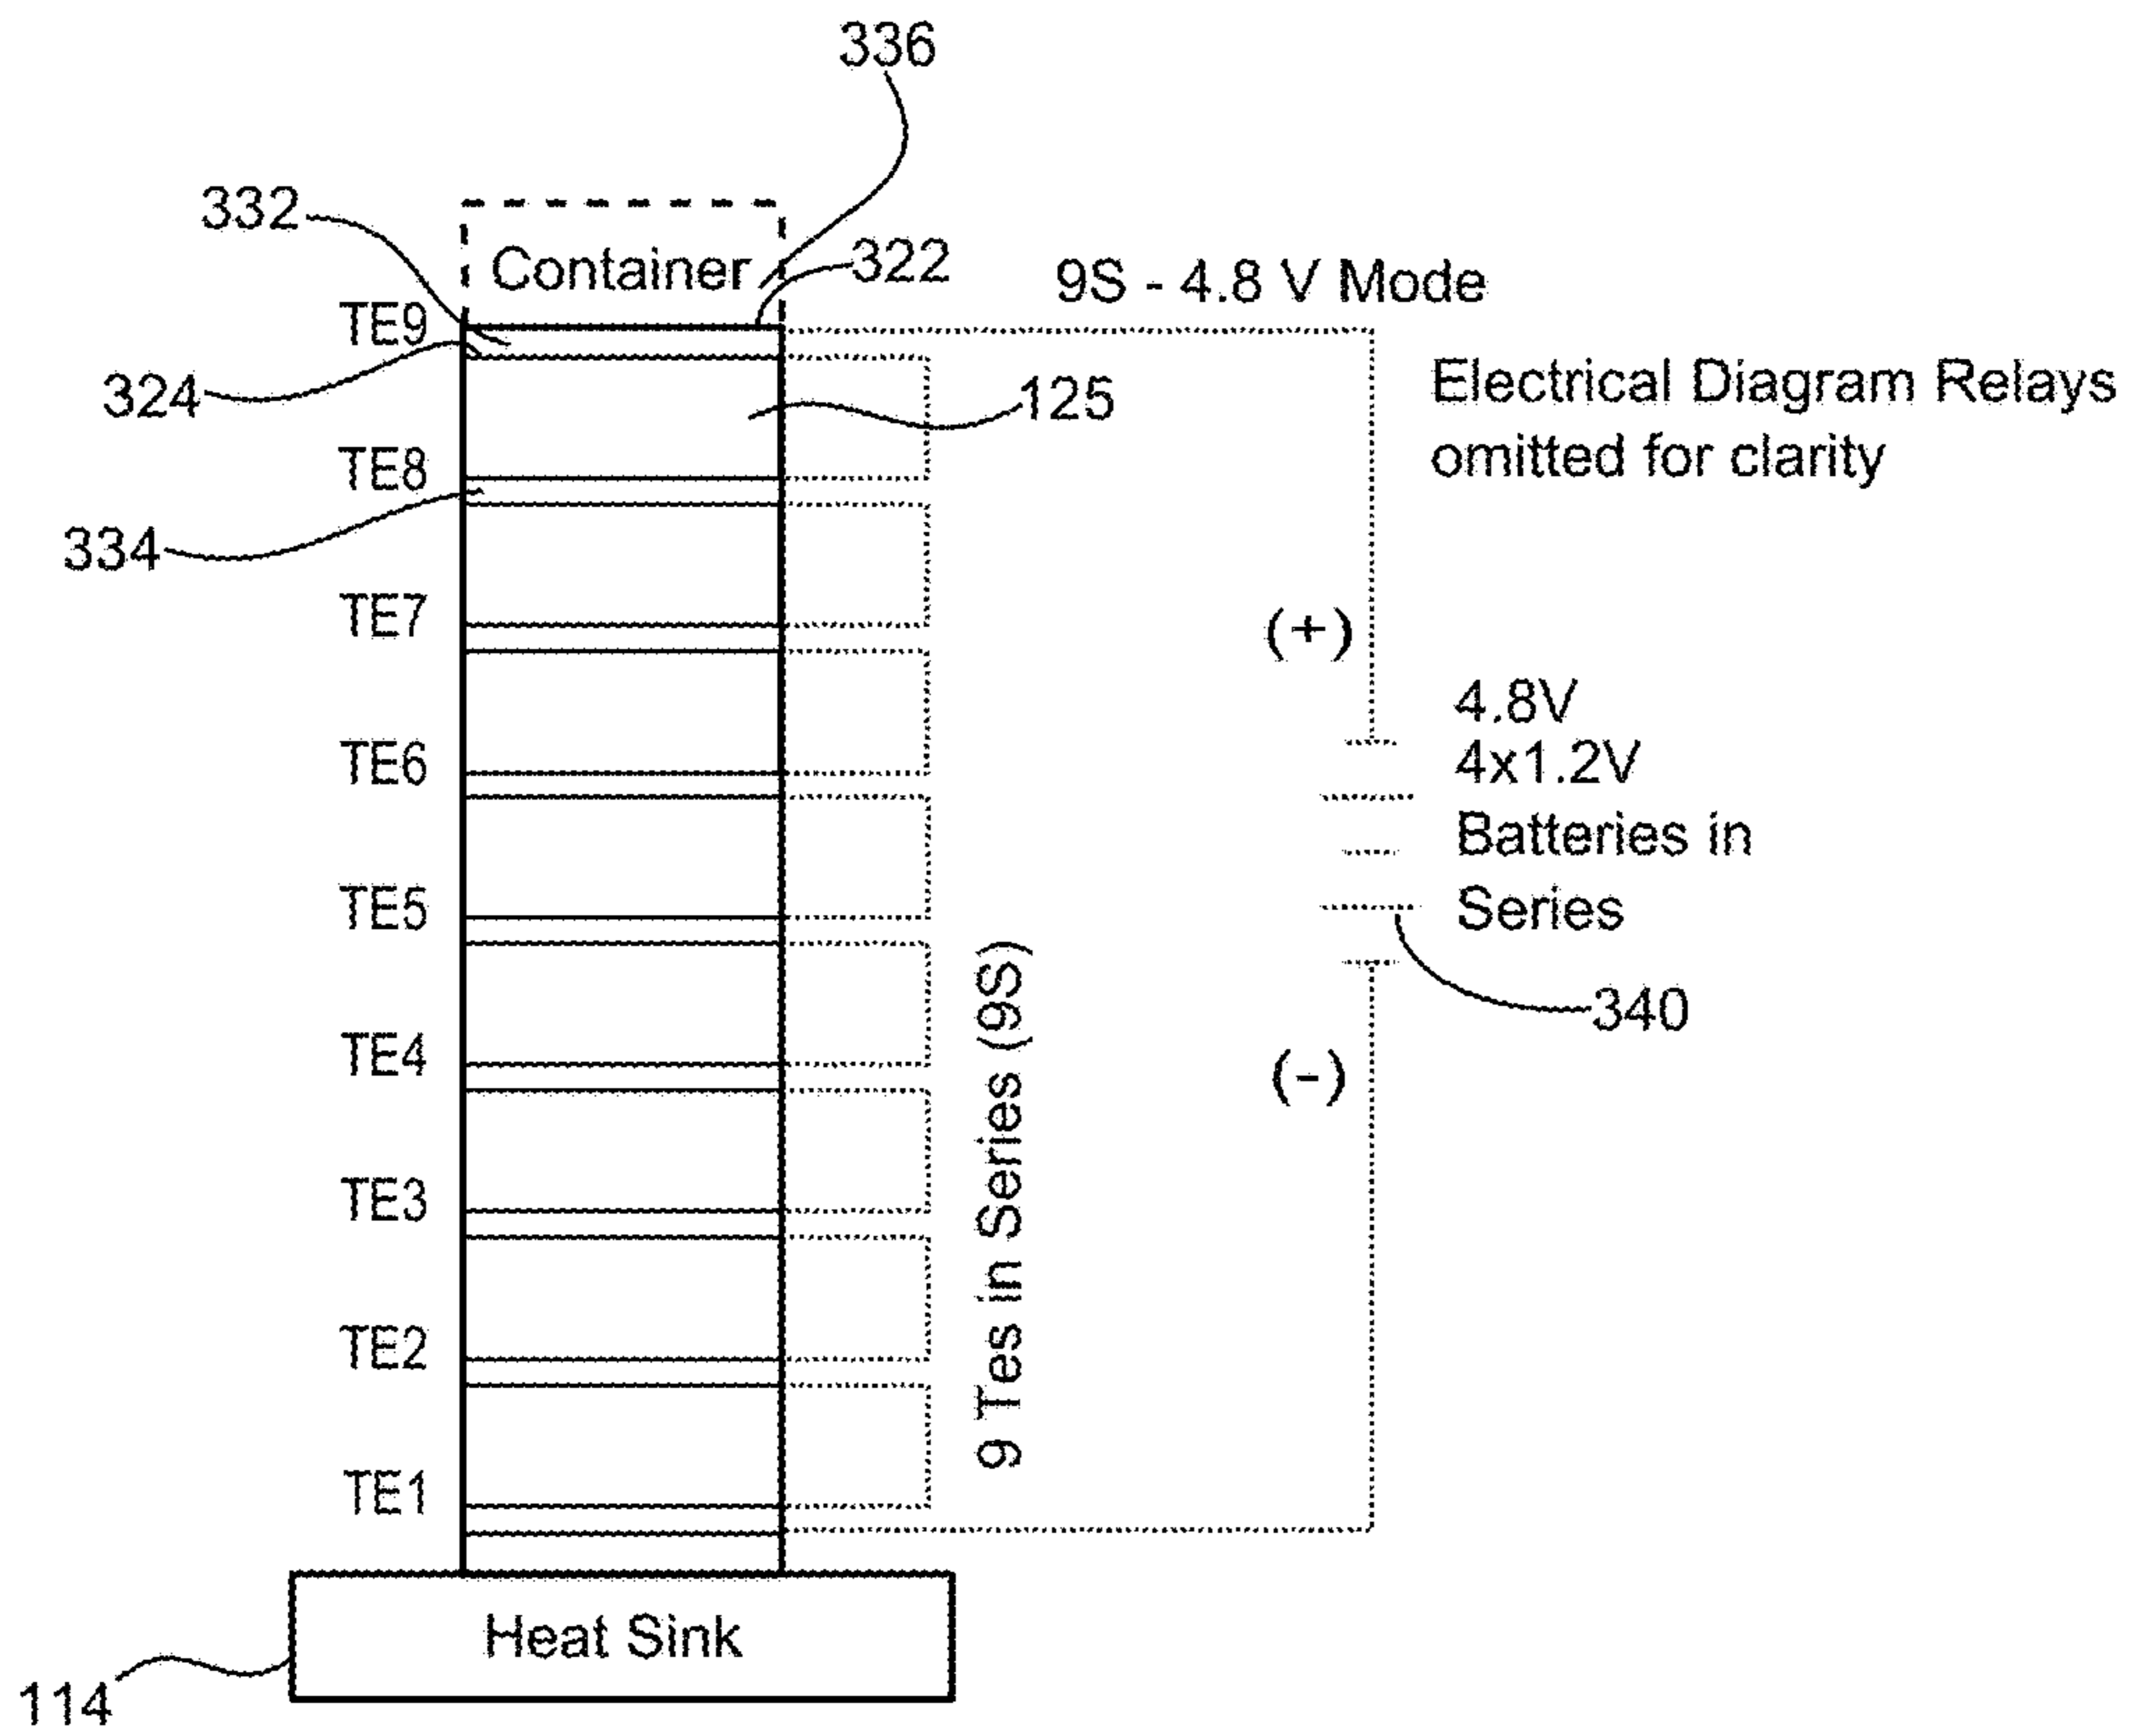 336
332
Container
322
9S - 4.8 V Mode
TE9
324
125
Electrical Diagram Relays
omitted for clarity
TE8
334
TE7
(+)
4.8V
4x1.2V
Batteries in
Series
TE6
TE5
340
9 Tes in Series (9S)
(-)
TE4
TE3
TE2
TE1
Heat Sink
114